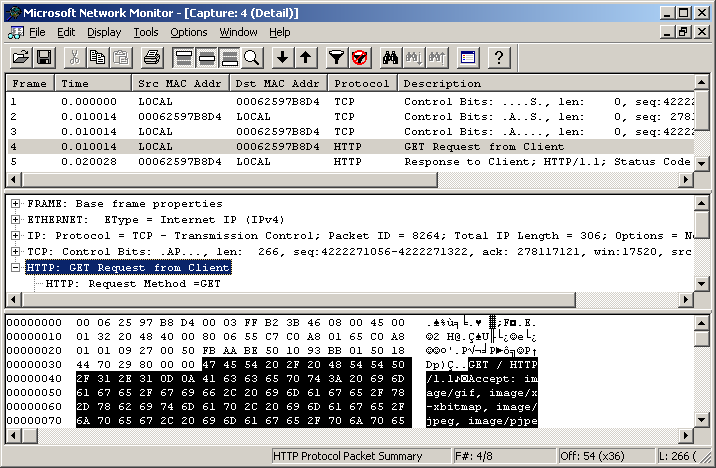 Microsoft Network Monitor - [Capture: 4 (Detail)]
File Edit Display Tools Options Window Help
Frame Time Src MAC Addr Dst MAC Addr Protocol Description
1 0.000000 LOCAL 00062597B8D4 TCP Control Bits: ....S., len: 0, seq:42222
2 0.010014 00062597B8D4 LOCAL TCP Control Bits: .A..S., len: 0, seq: 2781
3 0.010014 LOCAL 00062597B8D4 TCP Control Bits: .A...., len: 0, seq:42222
4 0.010014 LOCAL 00062597B8D4 HTTP GET Request from Client
5 0.020028 00062597B8D4 LOCAL HTTP Response to Client; HTTP/1.1; Status Code
FRAME: Base frame properties
ETHERNET: EType = Internet IP (IPv4)
IP: Protocol = TCP - Transmission Control; Packet ID = 8264; Total IP Length = 306; Options = No
TCP: Control Bits: .AP..., len: 266, seq:4222271056-4222271322, ack: 278117121, win:17520, src
HTTP: GET Request from Client
HTTP: Request Method =GET
00000000 00 06 25 97 B8 D4 00 03 FF B2 3B 46 08 00 45 00
00000010 01 32 20 48 40 00 80 06 55 C7 C0 A8 01 65 C0 A8
00000020 01 01 09 27 00 50 FB AA BE 50 10 93 BB 01 50 18
00000030 44 70 29 80 00 00 47 45 54 20 2F 20 48 54 54 50 Dp)Ç..GET / HTTP
00000040 2F 31 2E 31 0D 0A 41 63 63 65 70 74 3A 20 69 6D /1.1♪◙Accept: im
00000050 61 67 65 2F 67 69 66 2C 20 69 6D 61 67 65 2F 78 age/gif, image/x
00000060 2D 78 62 69 74 6D 61 70 2C 20 69 6D 61 67 65 2F -xbitmap, image/
00000070 6A 70 65 67 2C 20 69 6D 61 67 65 2F 70 6A 70 65 jpeg, image/pjpe
HTTP Protocol Packet Summary F#: 4/8 Off: 54 (x36) L: 266 (